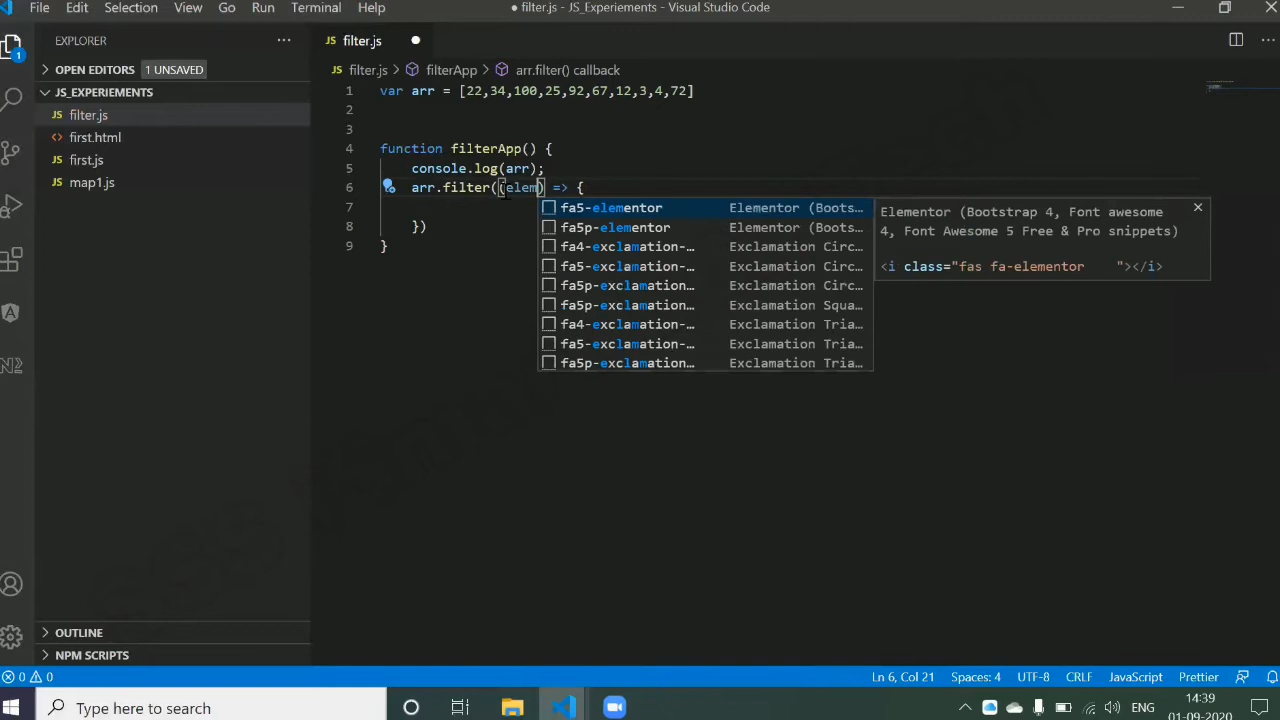 File Edit Selection View Go Run Terminal Help
● filter.js - JS_Experiements - Visual Studio Code
EXPLORER ...
OPEN EDITORS 1 UNSAVED
JS_EXPERIEMENTS
JS filter.js
<> first.html
JS first.js
JS map1.js
OUTLINE
NPM SCRIPTS
1
JS filter.js ●
JS filter.js > filterApp > arr.filter() callback
1 var arr = [22,34,100,25,92,67,12,3,4,72]
2
3
4 function filterApp() {
5 console.log(arr);
6 arr.filter((elem) => {
7
8 })
9 }
fa5-elementor Elementor (Boots…
fa5p-elementor Elementor (Boots…
fa4-exclamation-… Exclamation Circ…
fa5-exclamation-… Exclamation Circ…
fa5p-exclamation… Exclamation Circ…
fa5p-exclamation… Exclamation Squa…
fa4-exclamation-… Exclamation Tria…
fa5-exclamation-… Exclamation Tria…
fa5p-exclamation… Exclamation Tria…
Elementor (Bootstrap 4, Font awesome
4, Font Awesome 5 Free & Pro snippets)
<i class="fas fa-elementor "></i>
0 0 Ln 6, Col 21 Spaces: 4 UTF-8 CRLF JavaScript Prettier
Type here to search
ENG
14:39
01-09-2020